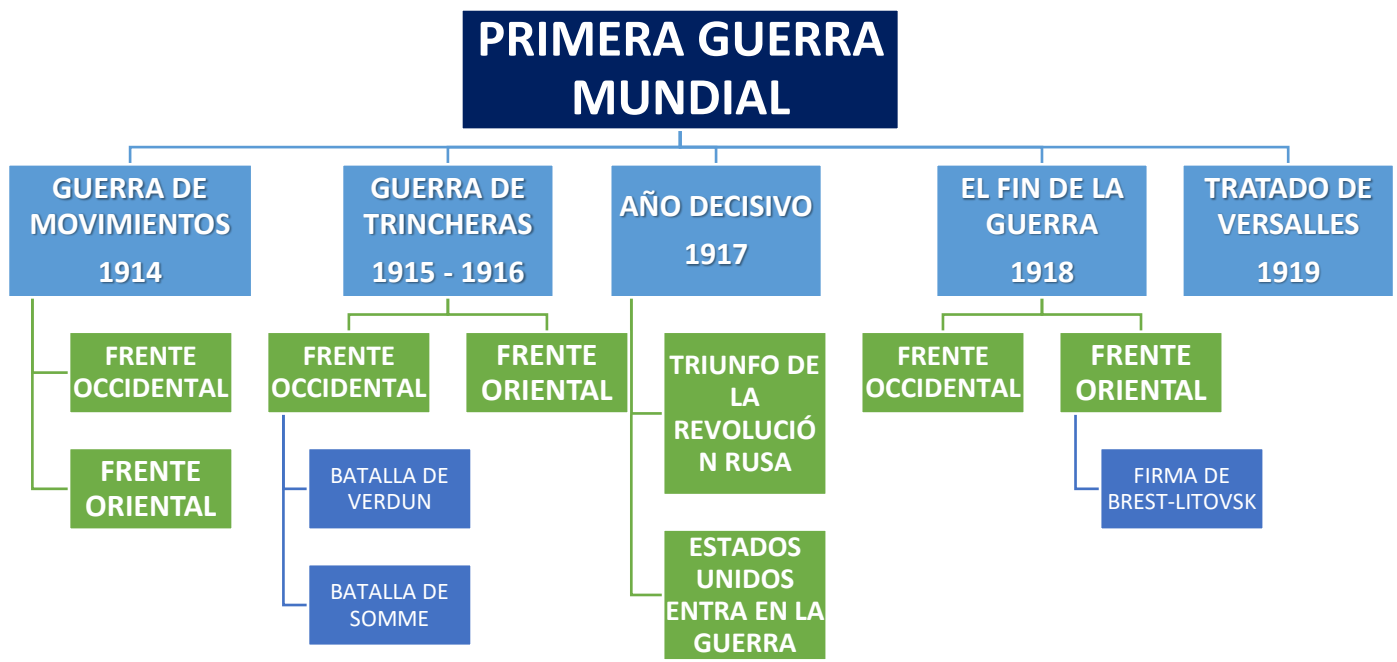 PRIMERA GUERRA
MUNDIAL
GUERRA DE
MOVIMIENTOS
1914
GUERRA DE
TRINCHERAS
1915 - 1916
AÑO DECISIVO
1917
EL FIN DE LA
GUERRA
1918
TRATADO DE
VERSALLES
1919
FRENTE
OCCIDENTAL
FRENTE
ORIENTAL
FRENTE
OCCIDENTAL
BATALLA DE
VERDUN
BATALLA DE
SOMME
FRENTE
ORIENTAL
TRIUNFO DE
LA
REVOLUCIÓ
N RUSA
ESTADOS
UNIDOS
ENTRA EN LA
GUERRA
FRENTE
OCCIDENTAL
FRENTE
ORIENTAL
FIRMA DE
BREST-LITOVSK